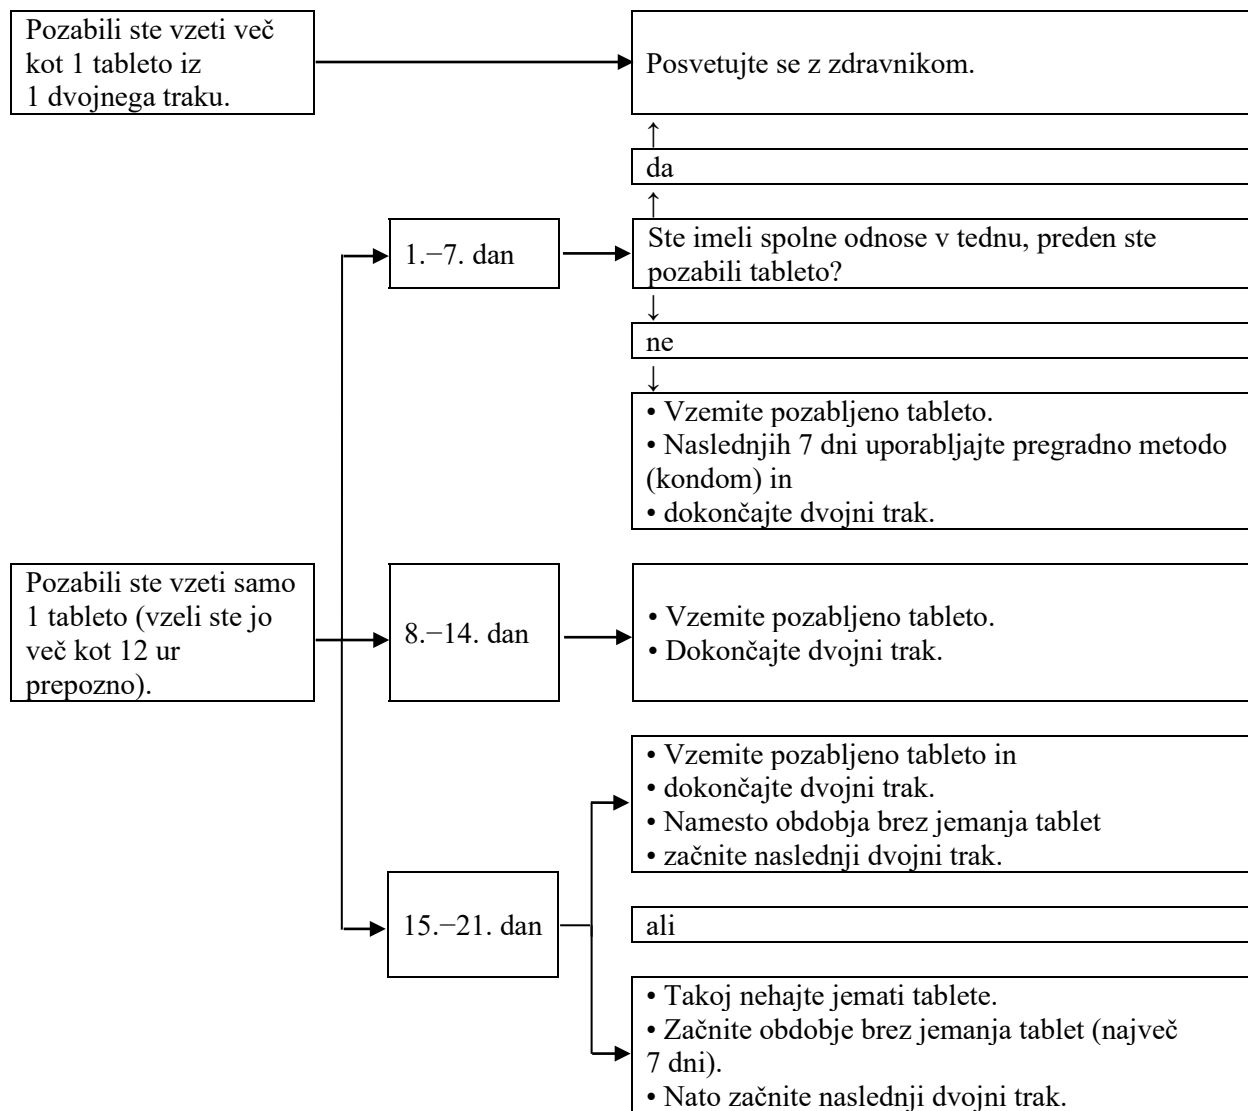 Pozabili ste vzeti več
kot 1 tableto iz
1 dvojnega traku.
Posvetujte se z zdravnikom.
↑
da
↑
1.−7. dan
Ste imeli spolne odnose v tednu, preden ste
pozabili tableto?
↓
ne
↓
• Vzemite pozabljeno tableto.
• Naslednjih 7 dni uporabljajte pregradno metodo
(kondom) in
• dokončajte dvojni trak.
Pozabili ste vzeti samo
1 tableto (vzeli ste jo
več kot 12 ur
prepozno).
8.−14. dan
• Vzemite pozabljeno tableto.
• Dokončajte dvojni trak.
• Vzemite pozabljeno tableto in
• dokončajte dvojni trak.
• Namesto obdobja brez jemanja tablet
• začnite naslednji dvojni trak.
15.−21. dan
ali
• Takoj nehajte jemati tablete.
• Začnite obdobje brez jemanja tablet (največ
7 dni).
• Nato začnite naslednji dvojni trak.